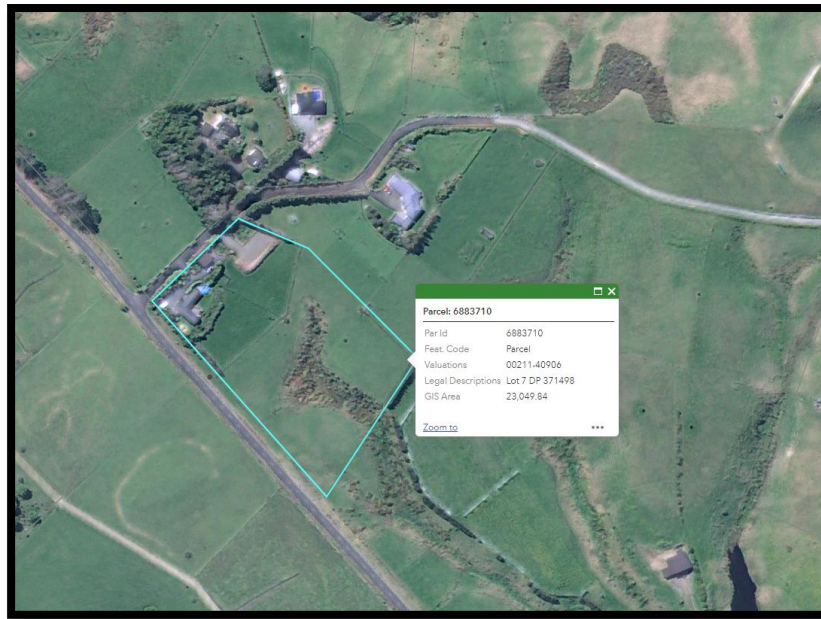 Parcel: 6883710
Par Id 6883710
Feat. Code Parcel
Valuations 00211-40906
Legal Descriptions Lot 7 DP 371498
GIS Area 23,049.84
Zoom to